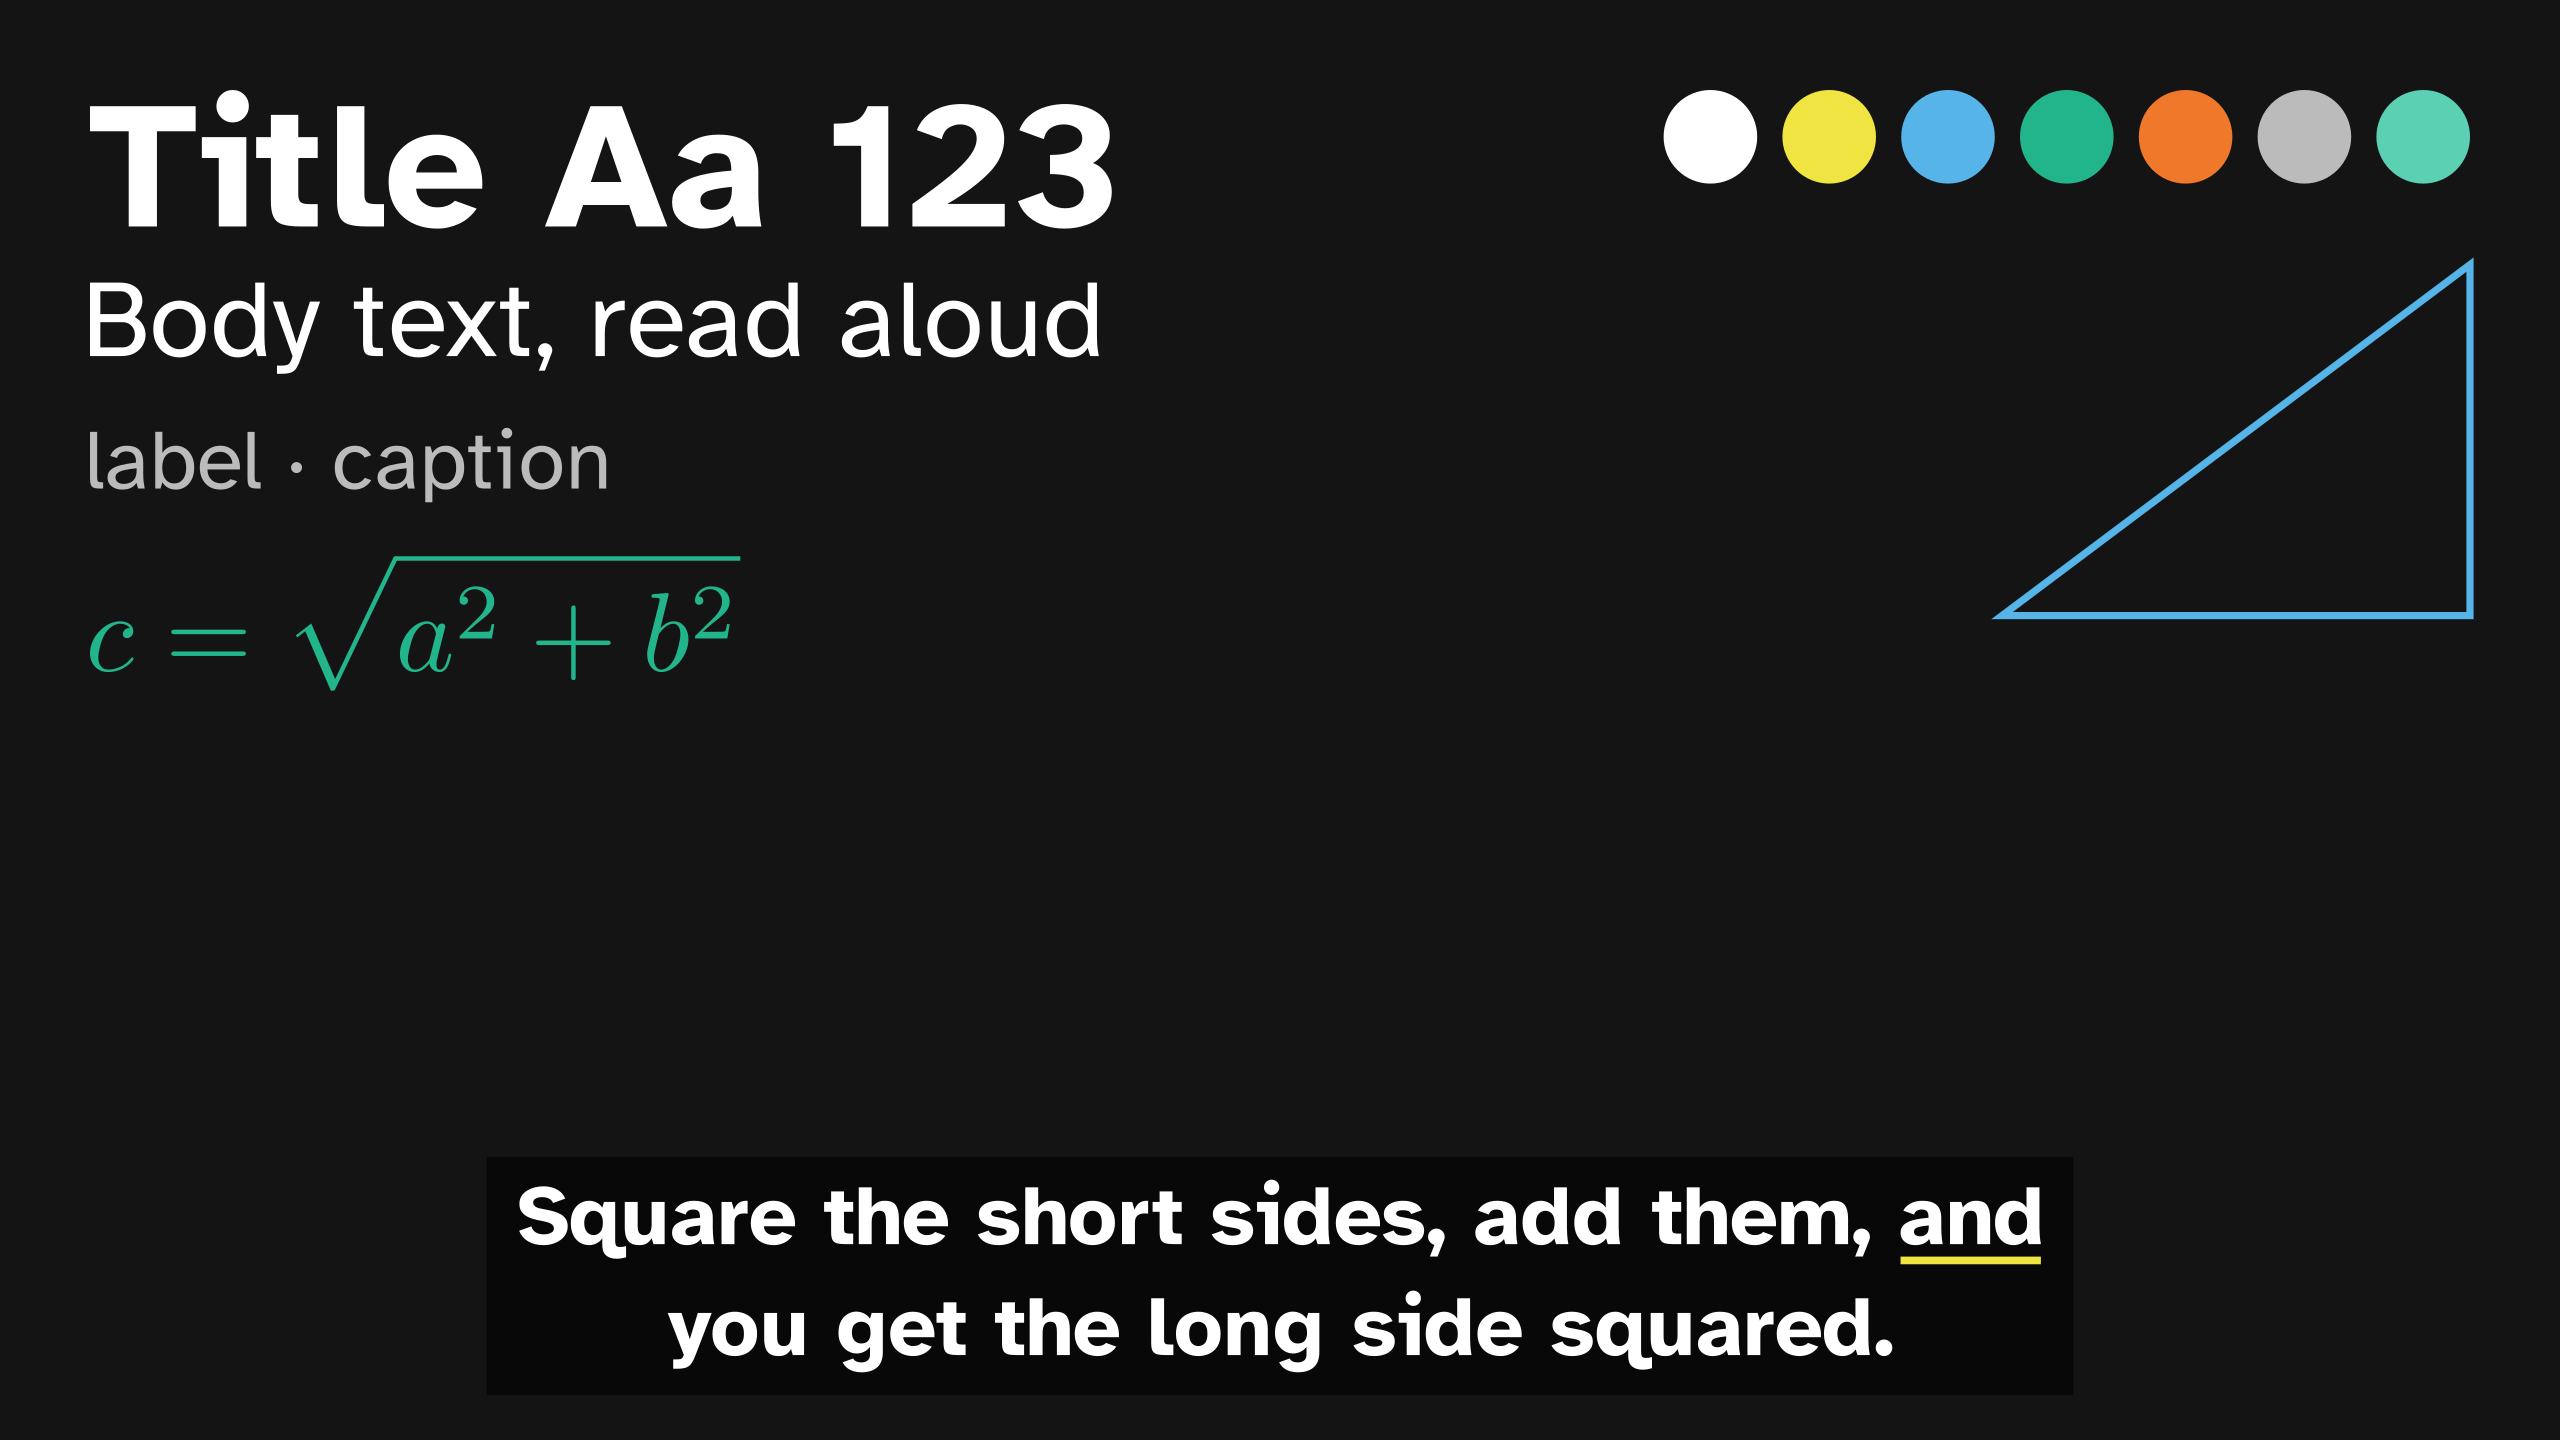 Title Aa 123
Body text, read aloud
label · caption
c = √(a² + b²)
Square the short sides, add them, and
you get the long side squared.